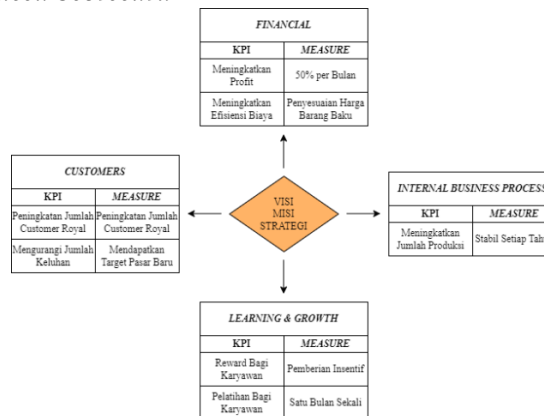 FINANCIAL
KPI MEASURE
Meningkatkan Profit 50% per Bulan
Meningkatkan Efisiensi Biaya Penyesuaian Harga Barang Baku
CUSTOMERS
KPI MEASURE
Peningkatan Jumlah Customer Royal Peningkatan Jumlah Customer Royal
Mengurangi Jumlah Keluhan Mendapatkan Target Pasar Baru
VISI
MISI
STRATEGI
INTERNAL BUSINESS PROCESS
KPI MEASURE
Meningkatkan Jumlah Produksi Stabil Setiap
LEARNING & GROWTH
KPI MEASURE
Reward Bagi Karyawan Pemberian Insentif
Pelatihan Bagi Karyawan Satu Bulan Sekali